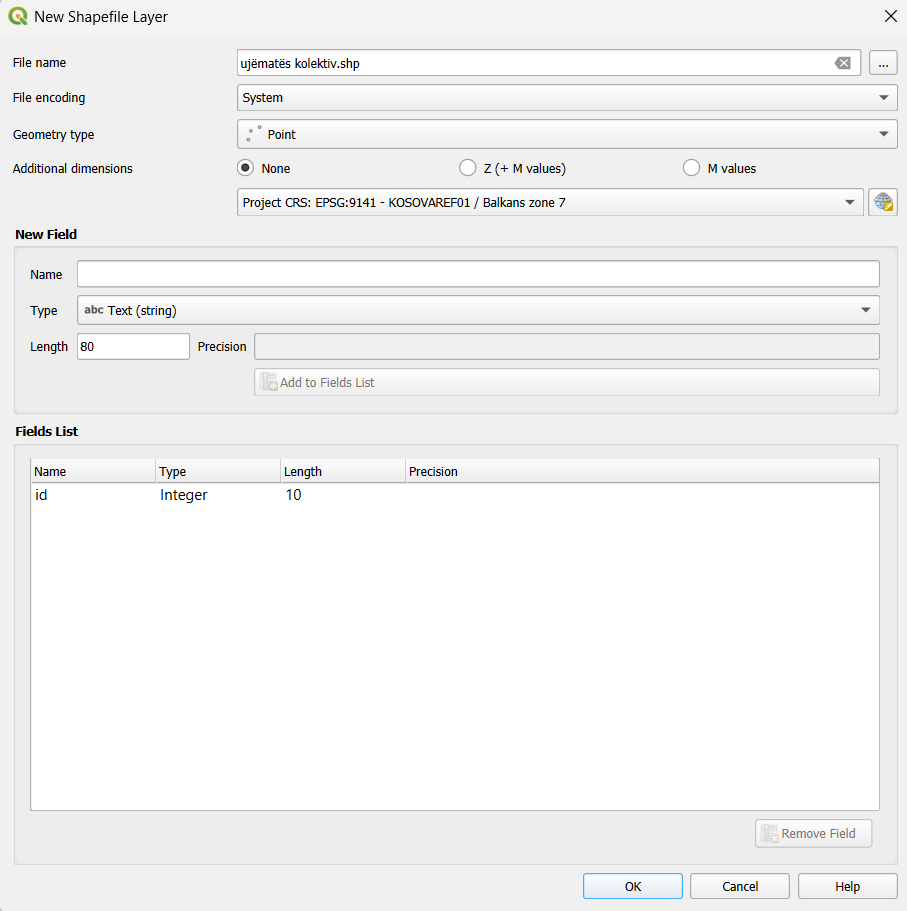 New Shapefile Layer
File name ujëmatës kolektiv.shp ...
File encoding System
Geometry type Point
Additional dimensions None Z (+ M values) M values
Project CRS: EPSG:9141 - KOSOVAREF01 / Balkans zone 7
New Field
Name
Type abc Text (string)
Length 80 Precision
Add to Fields List
Fields List
Name Type Length Precision
id Integer 10
Remove Field
OK Cancel Help